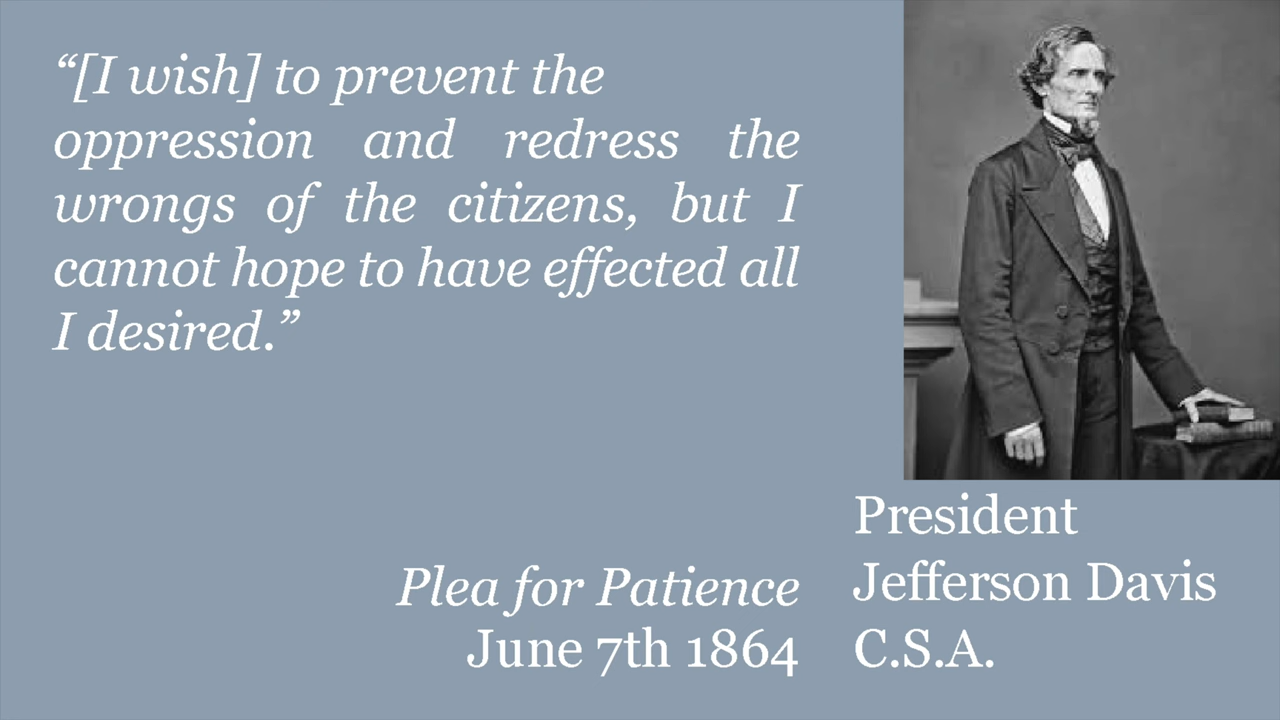 “[I wish] to prevent the
oppression and redress the
wrongs of the citizens, but I
cannot hope to have effected all
I desired.”
Plea for Patience
June 7th 1864
President
Jefferson Davis
C.S.A.